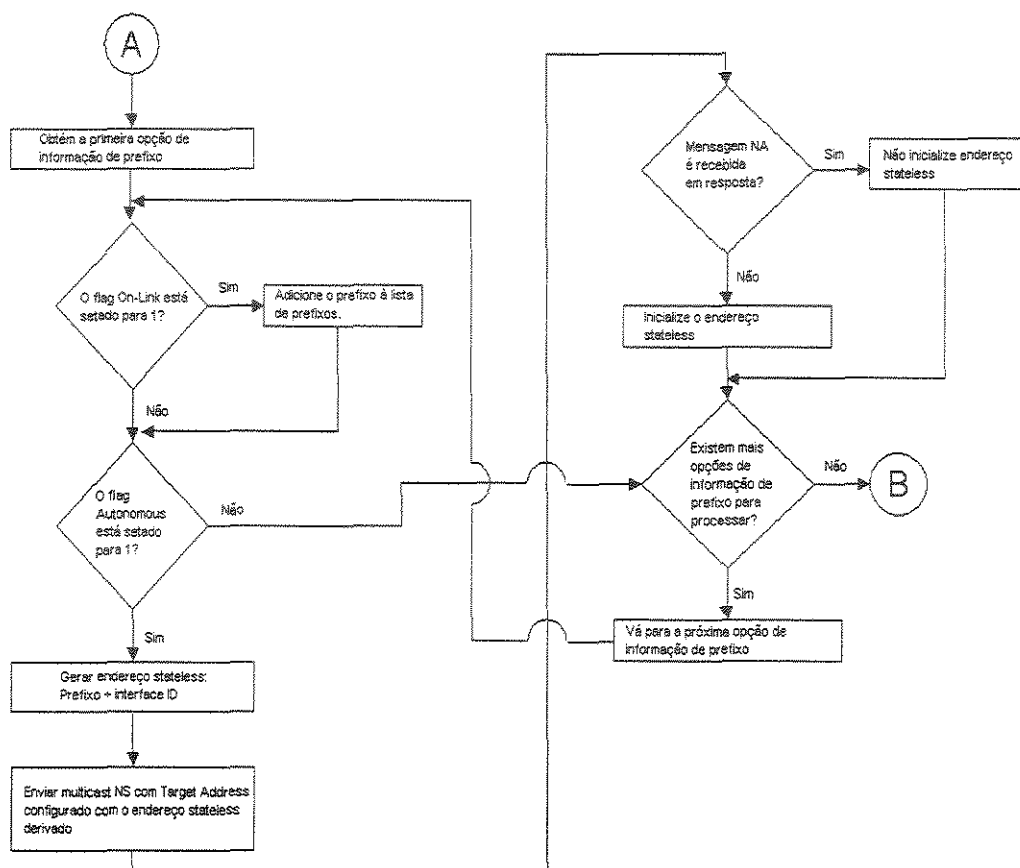 A
Obtém a primeira opção de
informação de prefixo
O flag On-Link está
setado para 1?
Sim
Adicione o prefixo à lista
de prefixos.
Não
O flag
Autonomous
está setado
para 1?
Não
Sim
Gerar endereço stateless:
Prefixo + interface ID
Enviar multicast NS com Target Address
configurado com o endereço stateless
derivado
Mensagem NA
é recebida
em resposta?
Sim
Não inicialize endereço
stateless
Não
Inicialize o endereço
stateless
Existem mais
opções de
informação de
prefixo para
processar?
Não
B
Sim
Vá para a próxima opção de
informação de prefixo